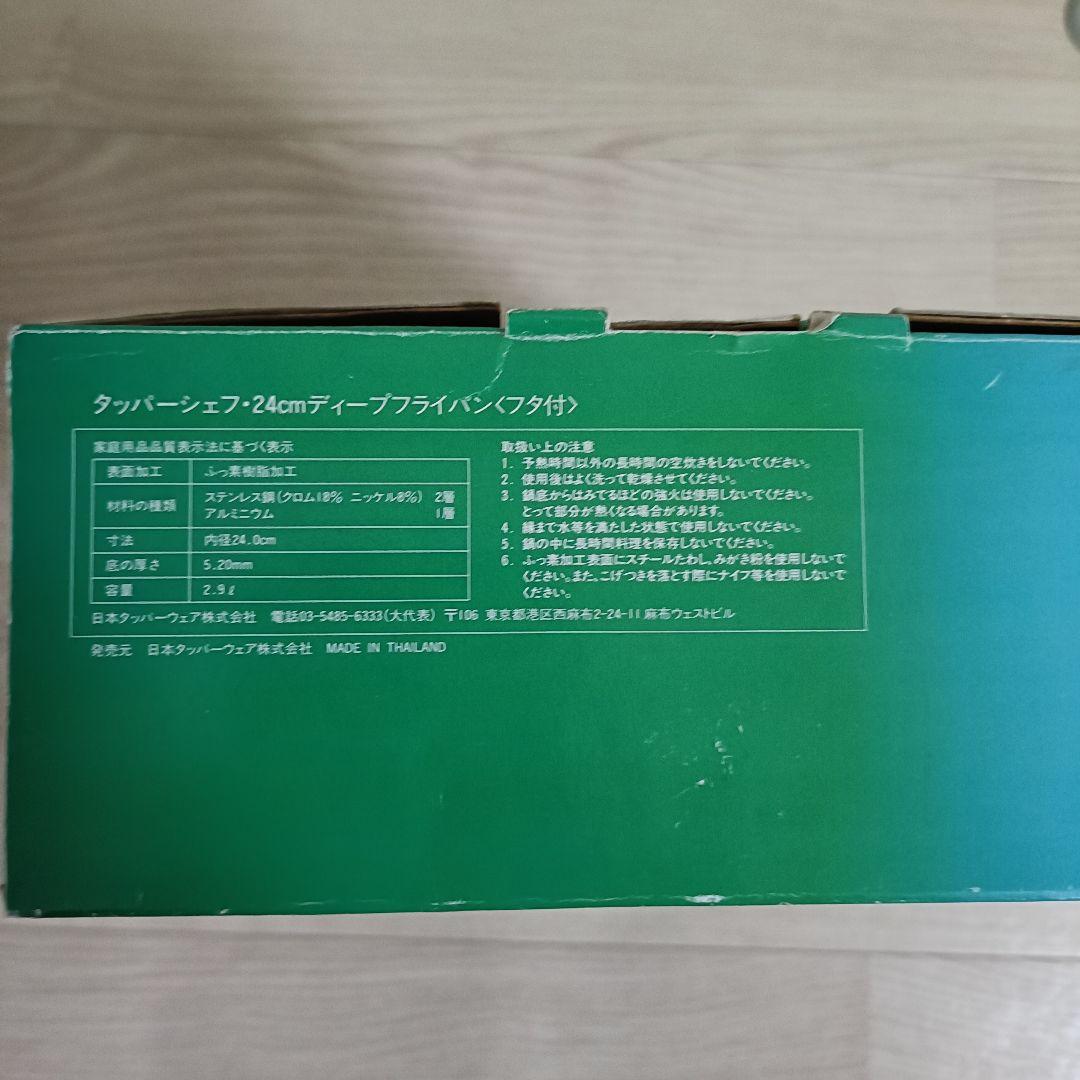 タッパーシェフ・24cmディープフライパン〈フタ付〉
家庭用品品質表示法に基づく表示
表面加工 ふっ素樹脂加工
材料の種類 ステンレス鋼(クロム18% ニッケル8%) 2層
アルミニウム 1層
寸法 内径24.0cm
底の厚さ 5.20mm
容量 2.9ℓ
取扱い上の注意
1. 予熱時間以外の長時間の空炊きをしないでください。
2. 使用後はよく洗って乾燥させてください。
3. 鍋底からはみでるほどの強火は使用しないでください。
とって部分が熱くなる場合があります。
4. 縁まで水等を満たした状態で使用しないでください。
5. 鍋の中に長時間料理を保存しないでください。
6. ふっ素加工表面にスチールたわし、みがき粉を使用しないで
ください。また、こげつきを落とす際にナイフ等を使用しないで
ください。
日本タッパーウェア株式会社 電話03-5485-6333(大代表) 〒106 東京都港区西麻布2-24-11 麻布ウェストビル
発売元 日本タッパーウェア株式会社 MADE IN THAILAND